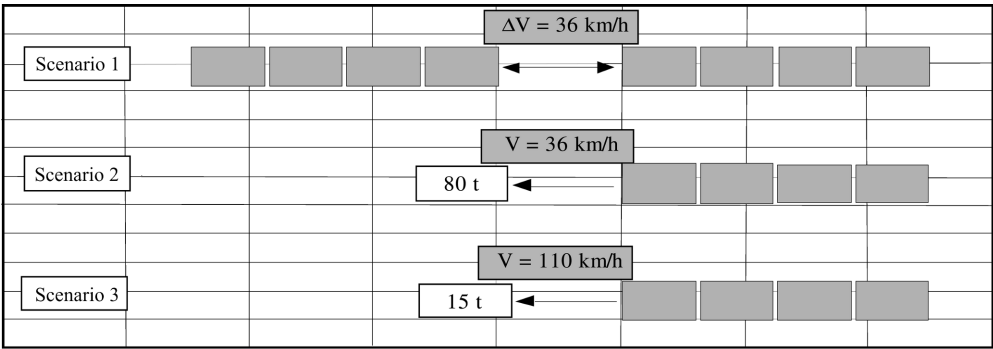 ΔV = 36 km/h
Scenario 1
V = 36 km/h
Scenario 2
80 t
V = 110 km/h
Scenario 3
15 t